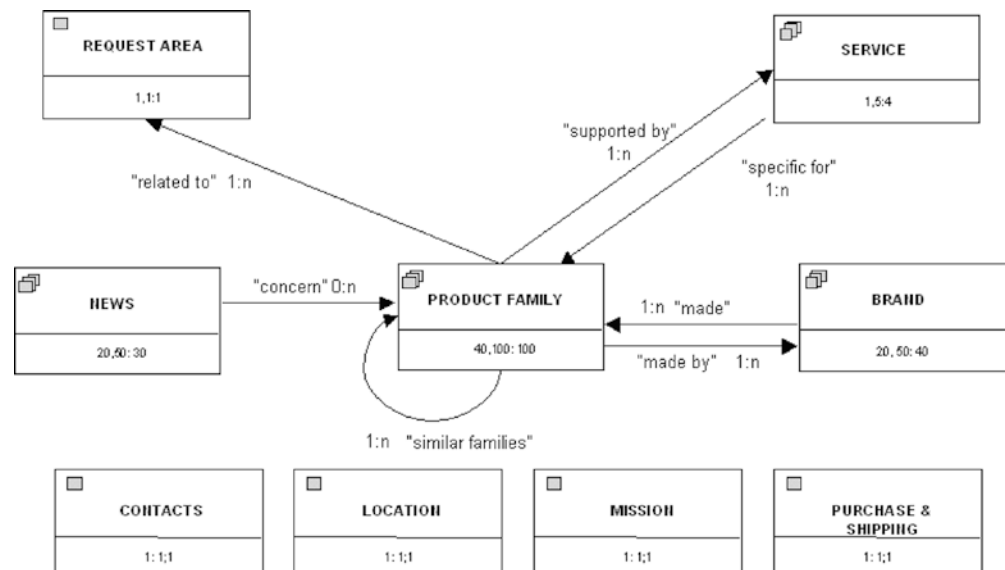 REQUEST AREA
1,1:1
SERVICE
1,5:4
"supported by"
1:n
"specific for"
1:n
"related to" 1:n
NEWS
20,50: 30
"concern" 0:n
PRODUCT FAMILY
40,100: 100
1:n "made"
"made by" 1:n
BRAND
20, 50: 40
1:n "similar families"
CONTACTS
1: 1;1
LOCATION
1: 1;1
MISSION
1: 1;1
PURCHASE &
SHIPPING
1: 1;1